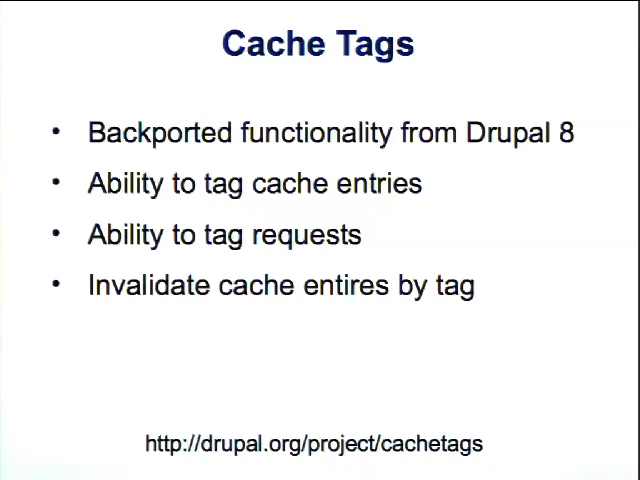 Cache Tags
• Backported functionality from Drupal 8
• Ability to tag cache entries
• Ability to tag requests
• Invalidate cache entires by tag
http://drupal.org/project/cachetags